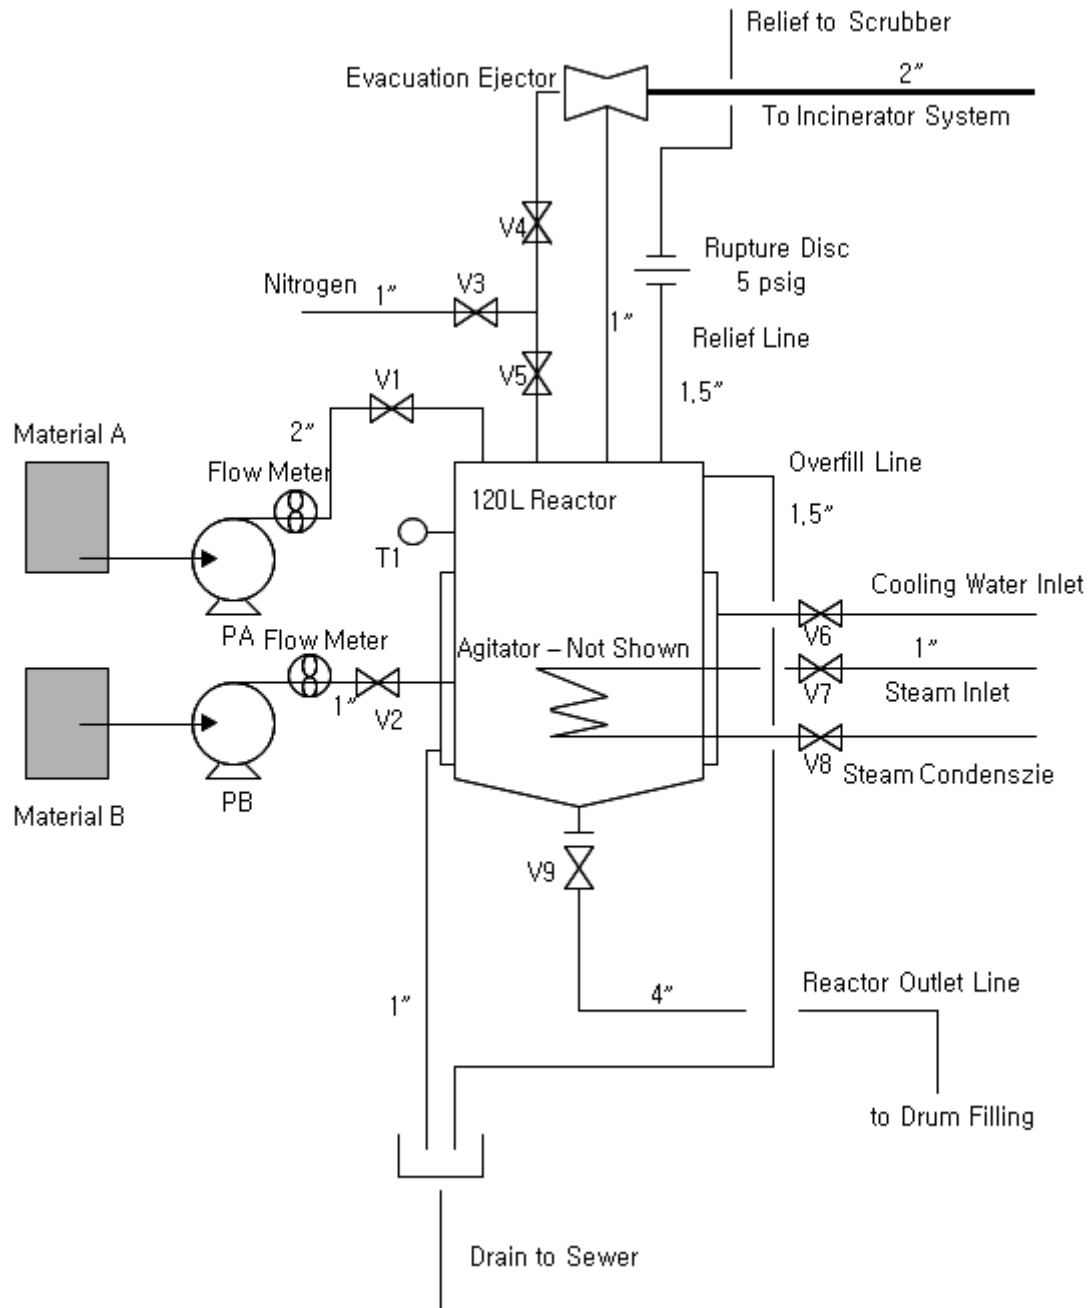 Relief to Scrubber
2"
Evacuation Ejector
To Incinerator System
V4
Rupture Disc
5 psig
Nitrogen
1"
V3
1"
Relief Line
V5
V1
1,5"
2"
Material A
Flow Meter
Overfill Line
120L Reactor
1,5"
T1
Cooling Water Inlet
PA
Flow Meter
V6
Agitator – Not Shown
1"
1"
V2
V7
Steam Inlet
V8
Steam Condenszie
PB
Material B
V9
1"
4"
Reactor Outlet Line
to Drum Filling
Drain to Sewer